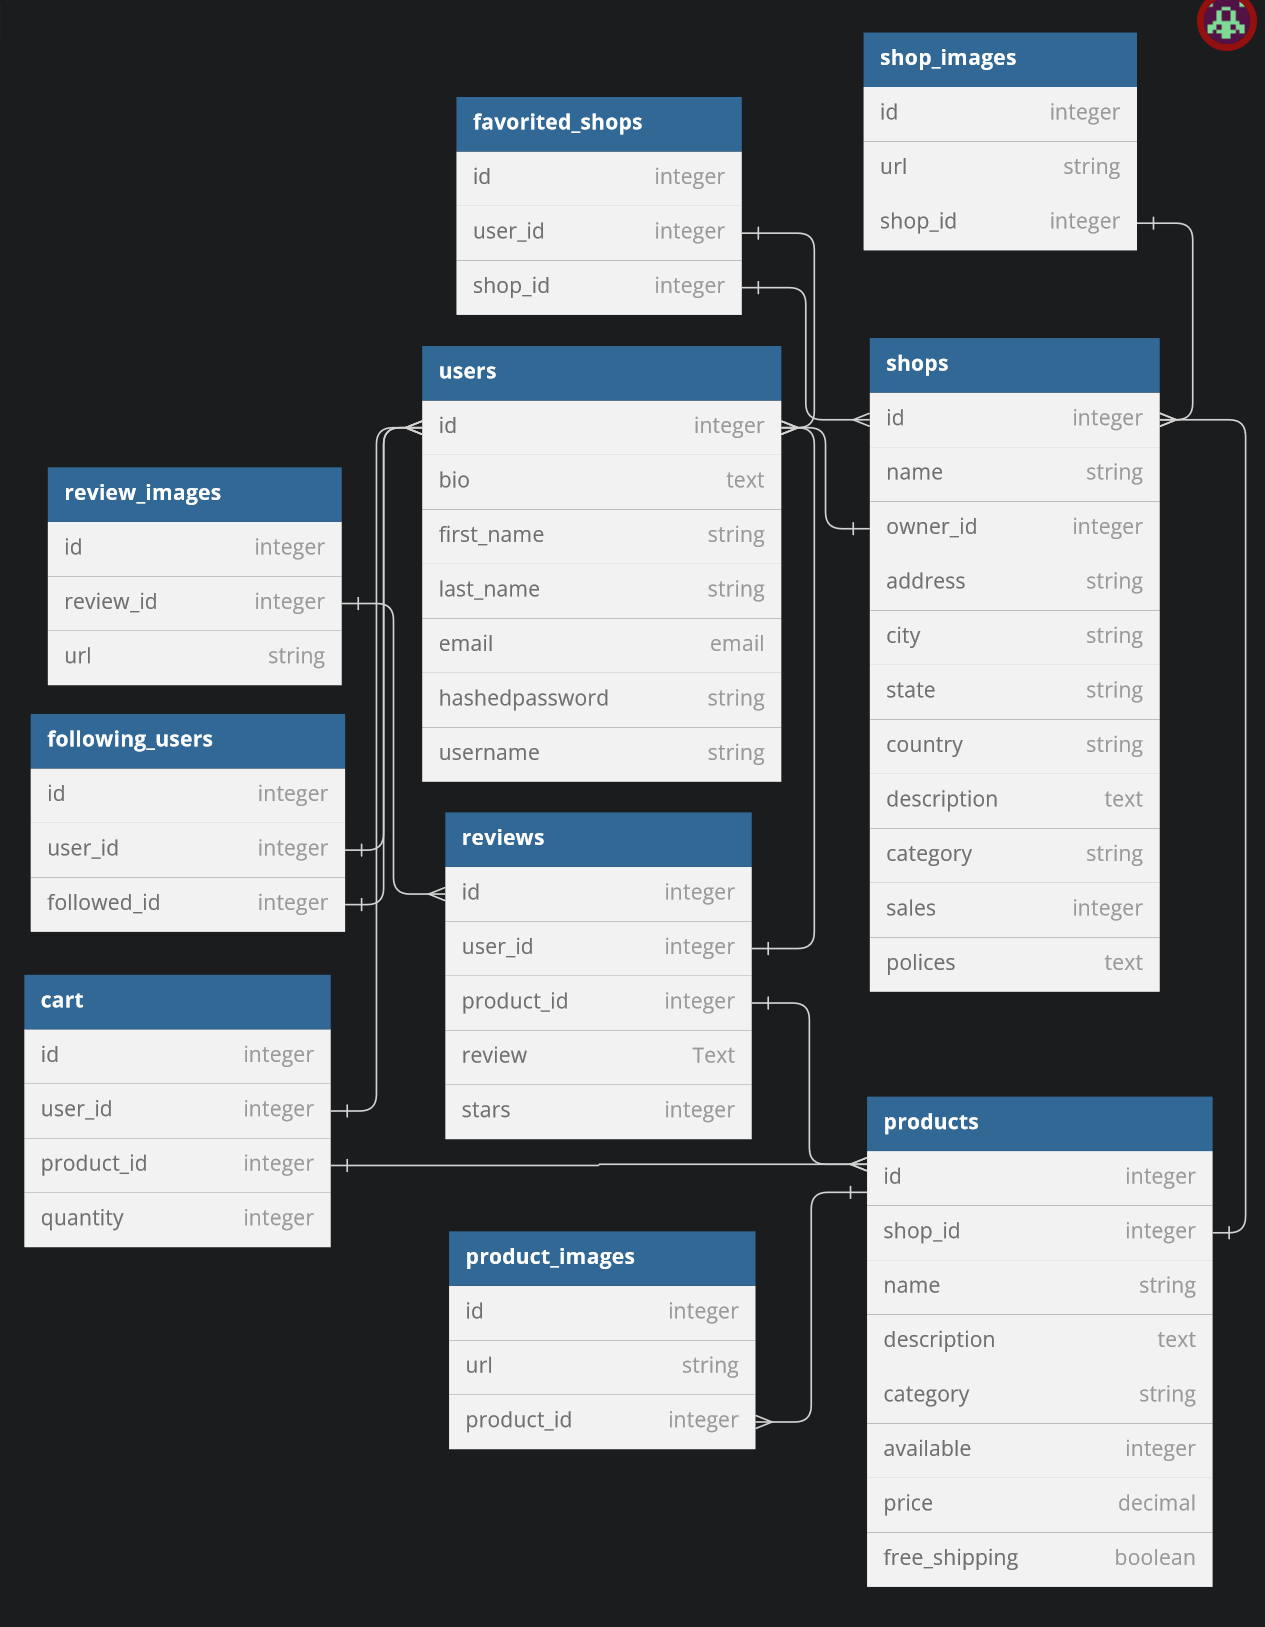 shop_images
id integer
url string
shop_id integer
favorited_shops
id integer
user_id integer
shop_id integer
users
id integer
bio text
first_name string
last_name string
email email
hashedpassword string
username string
shops
id integer
name string
owner_id integer
address string
city string
state string
country string
description text
category string
sales integer
polices text
review_images
id integer
review_id integer
url string
following_users
id integer
user_id integer
followed_id integer
reviews
id integer
user_id integer
product_id integer
review Text
stars integer
cart
id integer
user_id integer
product_id integer
quantity integer
products
id integer
shop_id integer
name string
description text
category string
available integer
price decimal
free_shipping boolean
product_images
id integer
url string
product_id integer